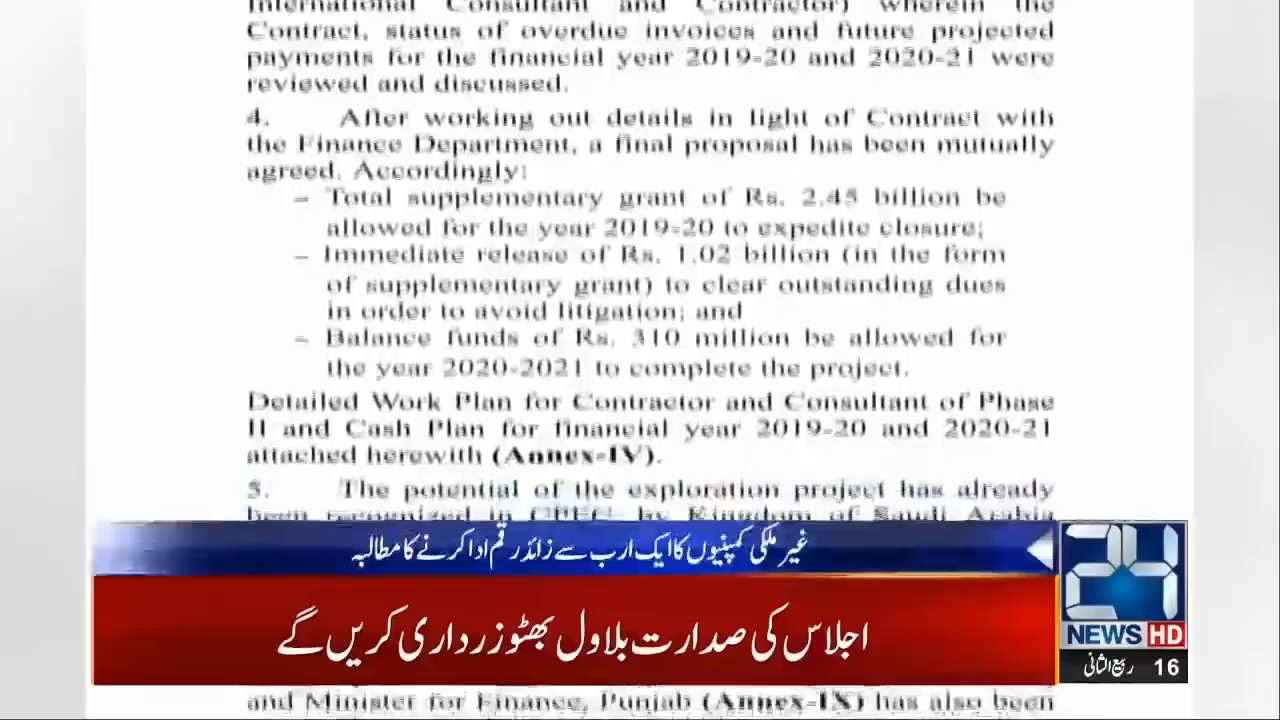 International Consultant and Contractor) wherein the
Contract, status of overdue invoices and future projected
payments for the financial year 2019-20 and 2020-21 were
reviewed and discussed.
4. After working out details in light of Contract with
the Finance Department, a final proposal has been mutually
agreed. Accordingly:
– Total supplementary grant of Rs. 2.45 billion be
allowed for the year 2019-20 to expedite closure;
– Immediate release of Rs. 1.02 billion (in the form
of supplementary grant) to clear outstanding dues
in order to avoid litigation; and
– Balance funds of Rs. 310 million be allowed for
the year 2020-2021 to complete the project.
Detailed Work Plan for Contractor and Consultant of Phase
II and Cash Plan for financial year 2019-20 and 2020-21
attached herewith (Annex-IV).
5. The potential of the exploration project has already
been recognized in CPEC, by Kingdom of Saudi Arabia
غیر ملکی کمپنیوں کا ایک ارب سے زائد رقم ادا کرنے کا مطالبہ
اجلاس کی صدارت بلاول بھٹو زرداری کریں گے
24
NEWS HD
16 ربیع الثانی
and Minister for Finance, Punjab (Annex-IX) has also been